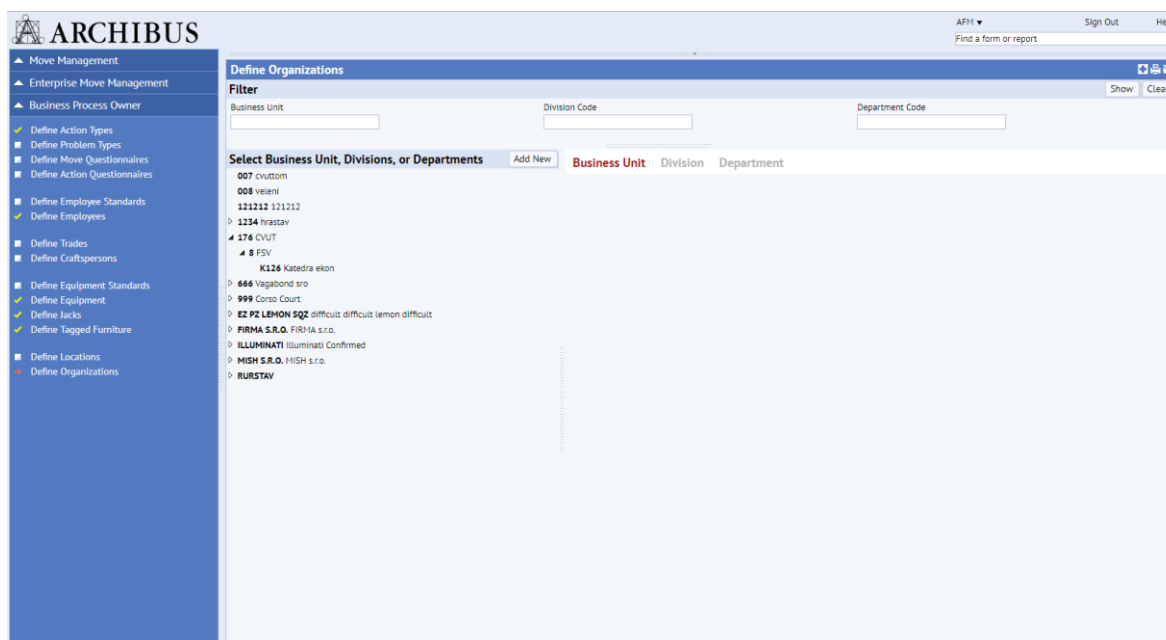 ARCHIBUS
AFM ▾ Sign Out He
Find a form or report
Move Management
Enterprise Move Management
Business Process Owner
Define Action Types
Define Problem Types
Define Move Questionnaires
Define Action Questionnaires
Define Employee Standards
Define Employees
Define Trades
Define Craftspersons
Define Equipment Standards
Define Equipment
Define Jacks
Define Tagged Furniture
Define Locations
Define Organizations
Define Organizations
Filter Show Clea
Business Unit Division Code Department Code
Select Business Unit, Divisions, or Departments Add New
007 cvuttom
008 veleni
121212 121212
1234 hrastav
176 CVUT
8 FSV
K126 Katedra ekon
666 Vagabond sro
999 Corso Court
EZ PZ LEMON SQZ difficult difficult lemon difficult
FIRMA S.R.O. FIRMA s.r.o.
ILLUMINATI Illuminati Confirmed
MISH S.R.O. MISH s.r.o.
RURSTAV
Business Unit Division Department